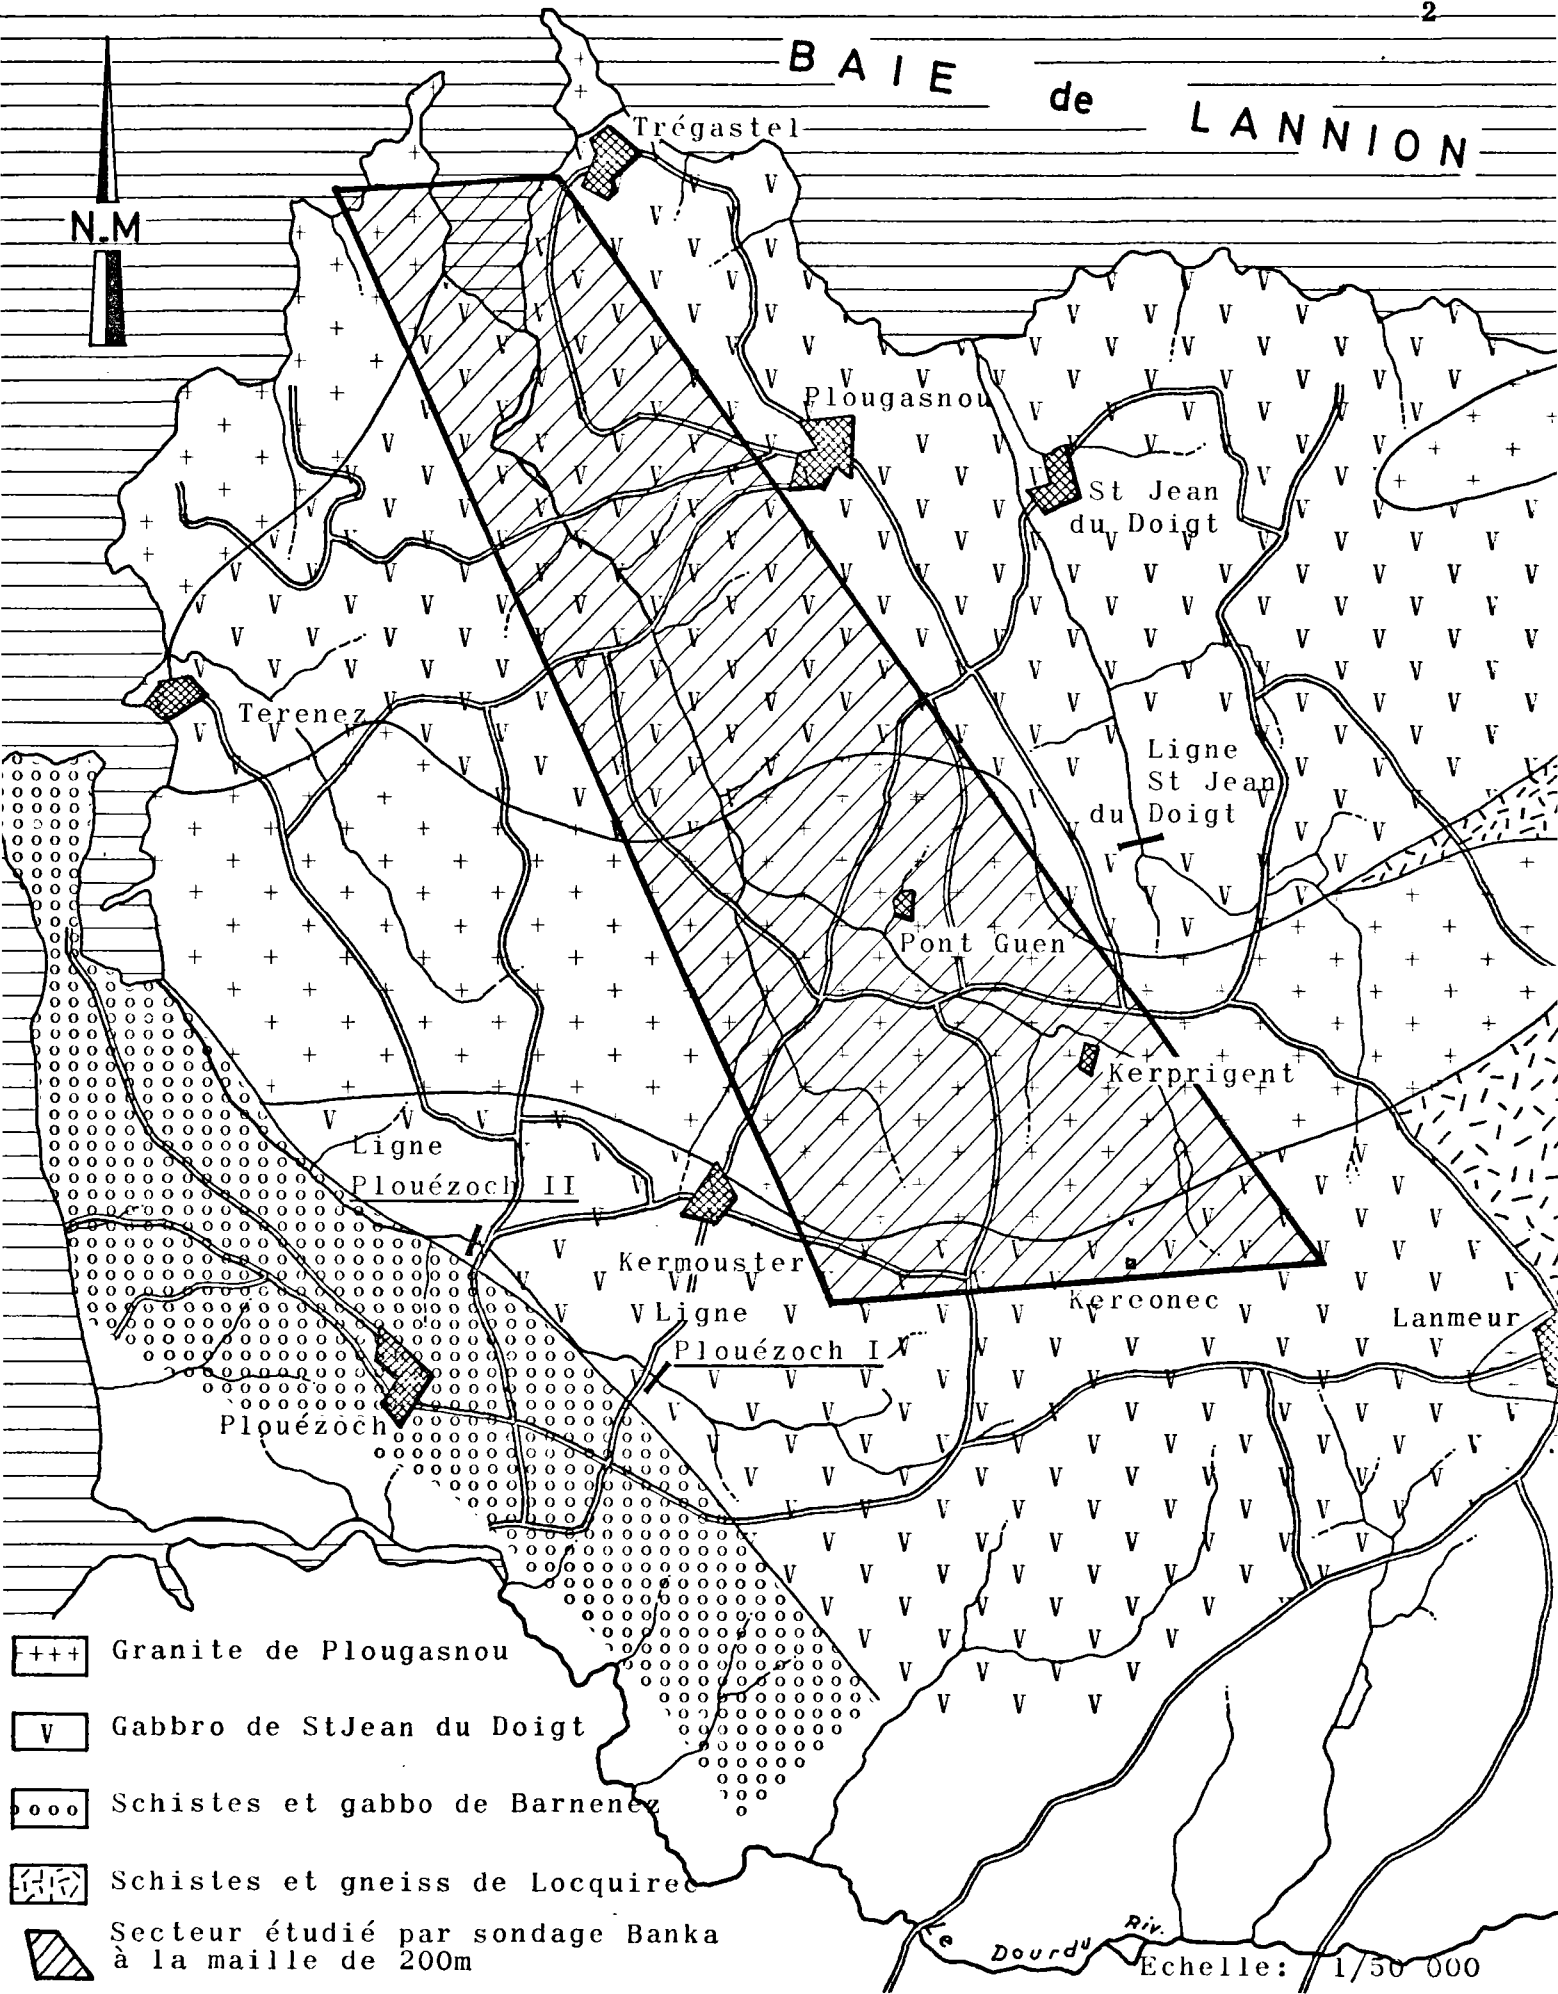 2
BAIE de LANNION
Trégastel
N.M
Plougasnou
St Jean
du Doigt
Terenez
Ligne
St Jean
du Doigt
Pont Guen
Kerprigent
Ligne
Plouézoch II
Kermouster
Kereonec
Ligne
Plouézoch I
Lanmeur
Plouézoch
Granite de Plougasnou
V Gabbro de StJean du Doigt
Schistes et gabbo de Barnenez
Schistes et gneiss de Locquirec
Secteur étudié par sondage Banka
à la maille de 200m
Le Dourdu Riv.
Echelle: 1/50 000